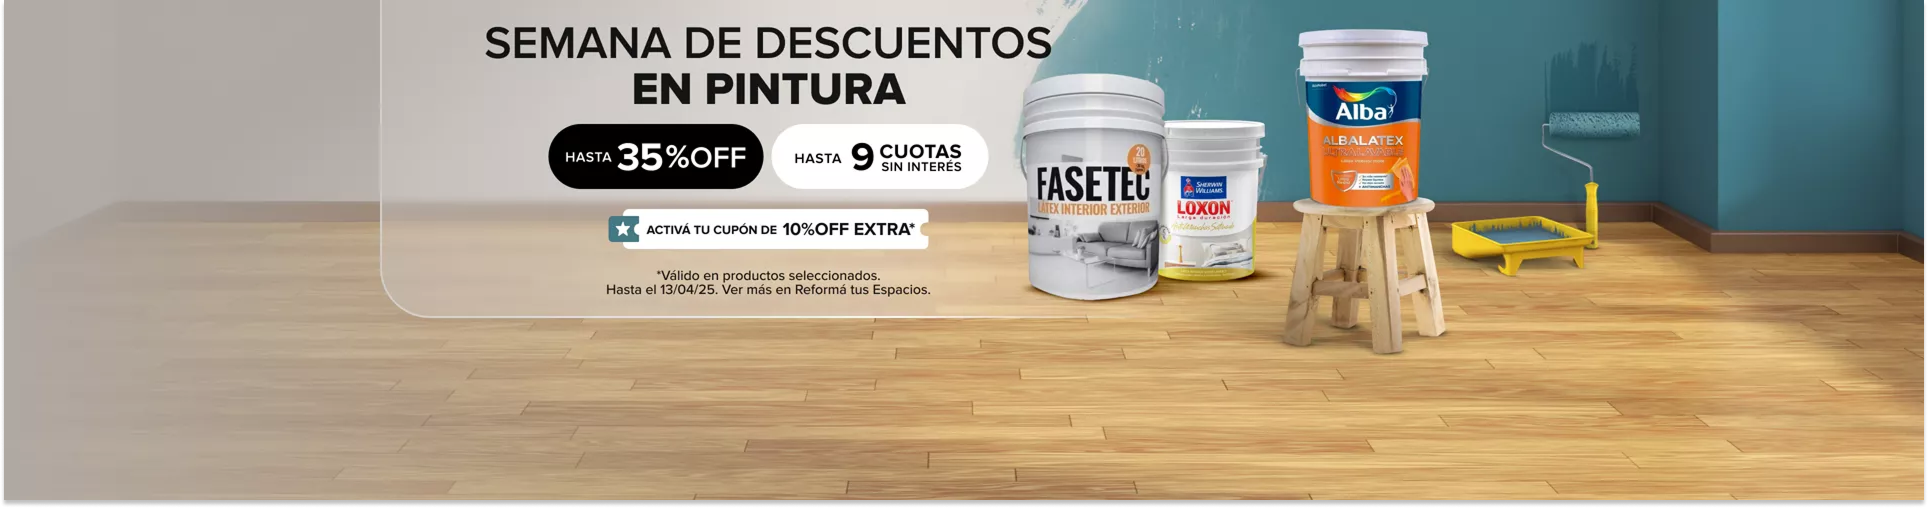 SEMANA DE DESCUENTOS
EN PINTURA
HASTA 35%OFF
HASTA 9 CUOTAS
SIN INTERÉS
ACTIVÁ TU CUPÓN DE 10%OFF EXTRA*
*Válido en productos seleccionados.
Hasta el 13/04/25. Ver más en Reformá tus Espacios.
20
LITROS
FASETEC
LATEX INTERIOR EXTERIOR
SHERWIN
WILLIAMS
LOXON
Larga duración
Alba
ALBALATEX
ULTRALAVABLE